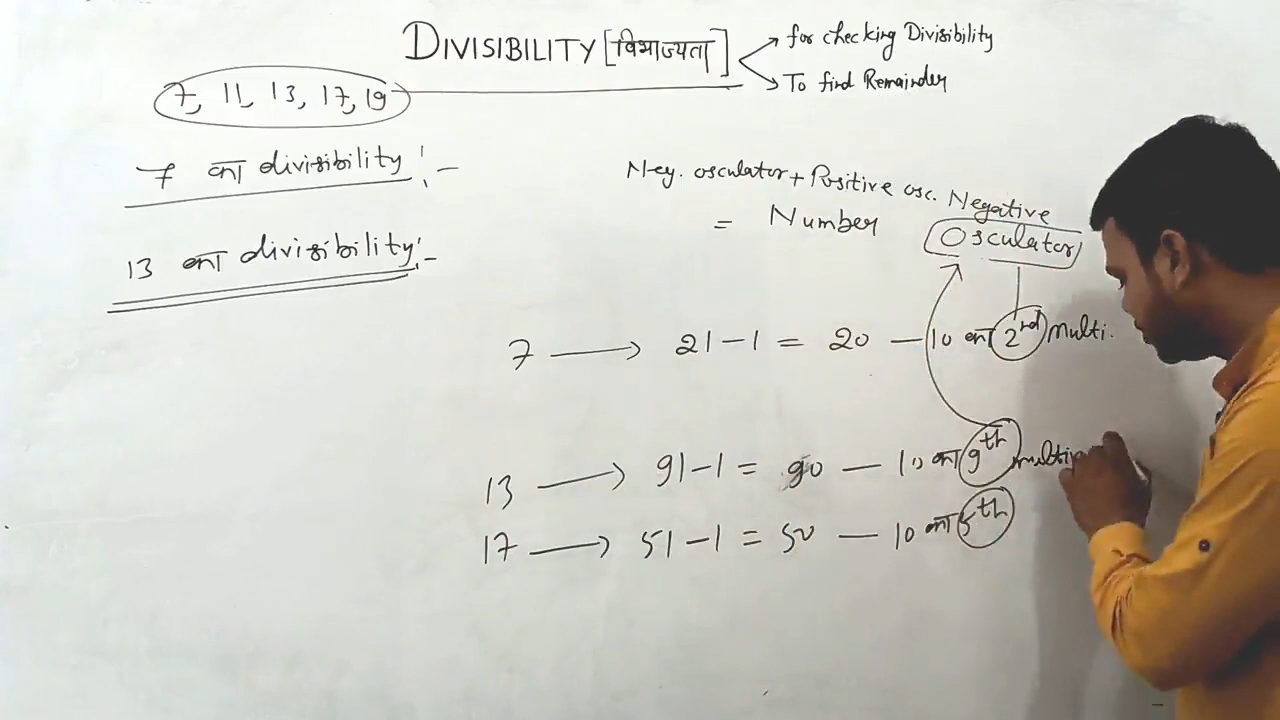 DIVISIBILITY [विभाज्यता]
for checking Divisibility
To find Remainder
7, 11, 13, 17, 19
7 का divisibility :-
13 का divisibility :-
Neg. osculator + Positive osc.
= Number
Negative
Osculator
7 → 21-1 = 20 – 10 का 2nd multi.
13 → 91-1 = 90 – 10 का 9th multip
17 → 51-1 = 50 – 10 का 5th